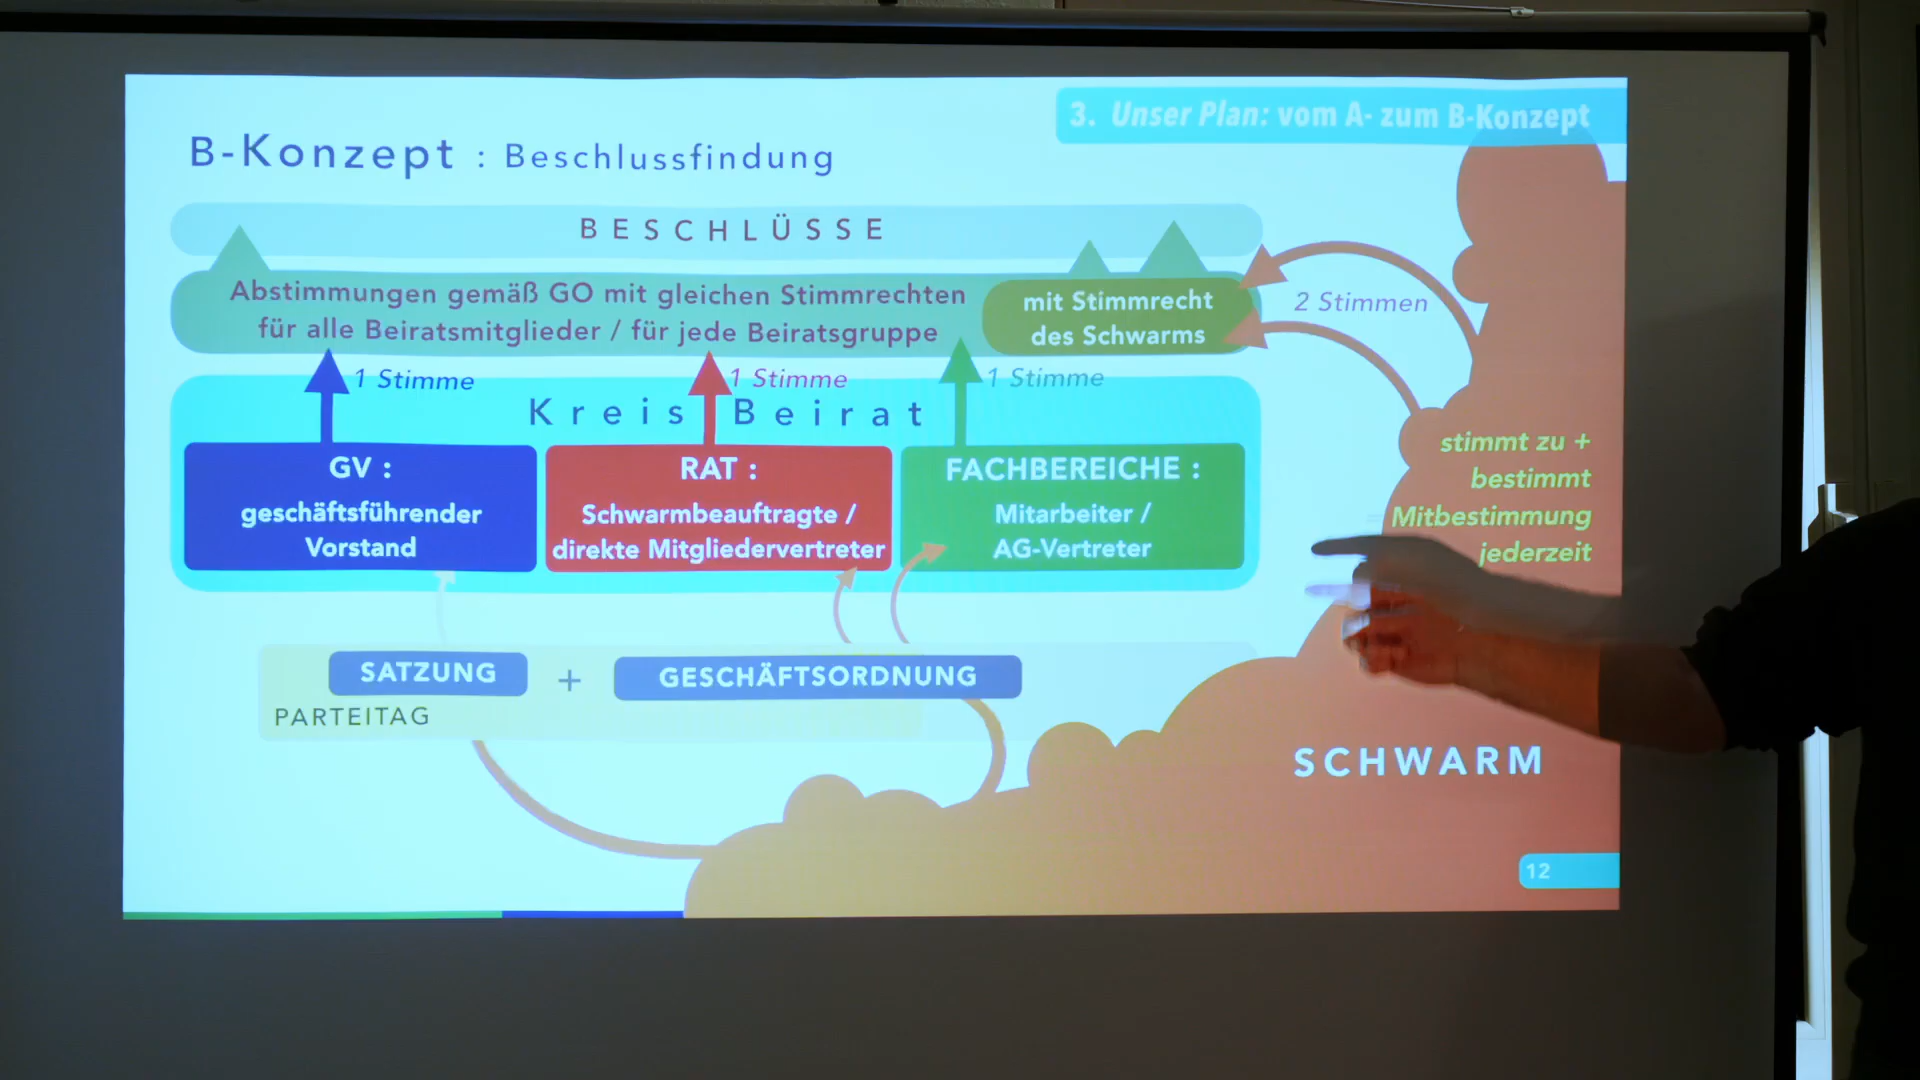 3. Unser Plan: vom A- zum B-Konzept
B-Konzept : Beschlussfindung
BESCHLÜSSE
Abstimmungen gemäß GO mit gleichen Stimmrechten
für alle Beiratsmitglieder / für jede Beiratsgruppe
mit Stimmrecht
des Schwarms
2 Stimmen
1 Stimme
1 Stimme
1 Stimme
Kreis Beirat
GV :
geschäftsführender
Vorstand
RAT :
Schwarmbeauftragte /
direkte Mitgliedervertreter
FACHBEREICHE :
Mitarbeiter /
AG-Vertreter
stimmt zu +
bestimmt
Mitbestimmung
jederzeit
SATZUNG
+
GESCHÄFTSORDNUNG
PARTEITAG
SCHWARM
12